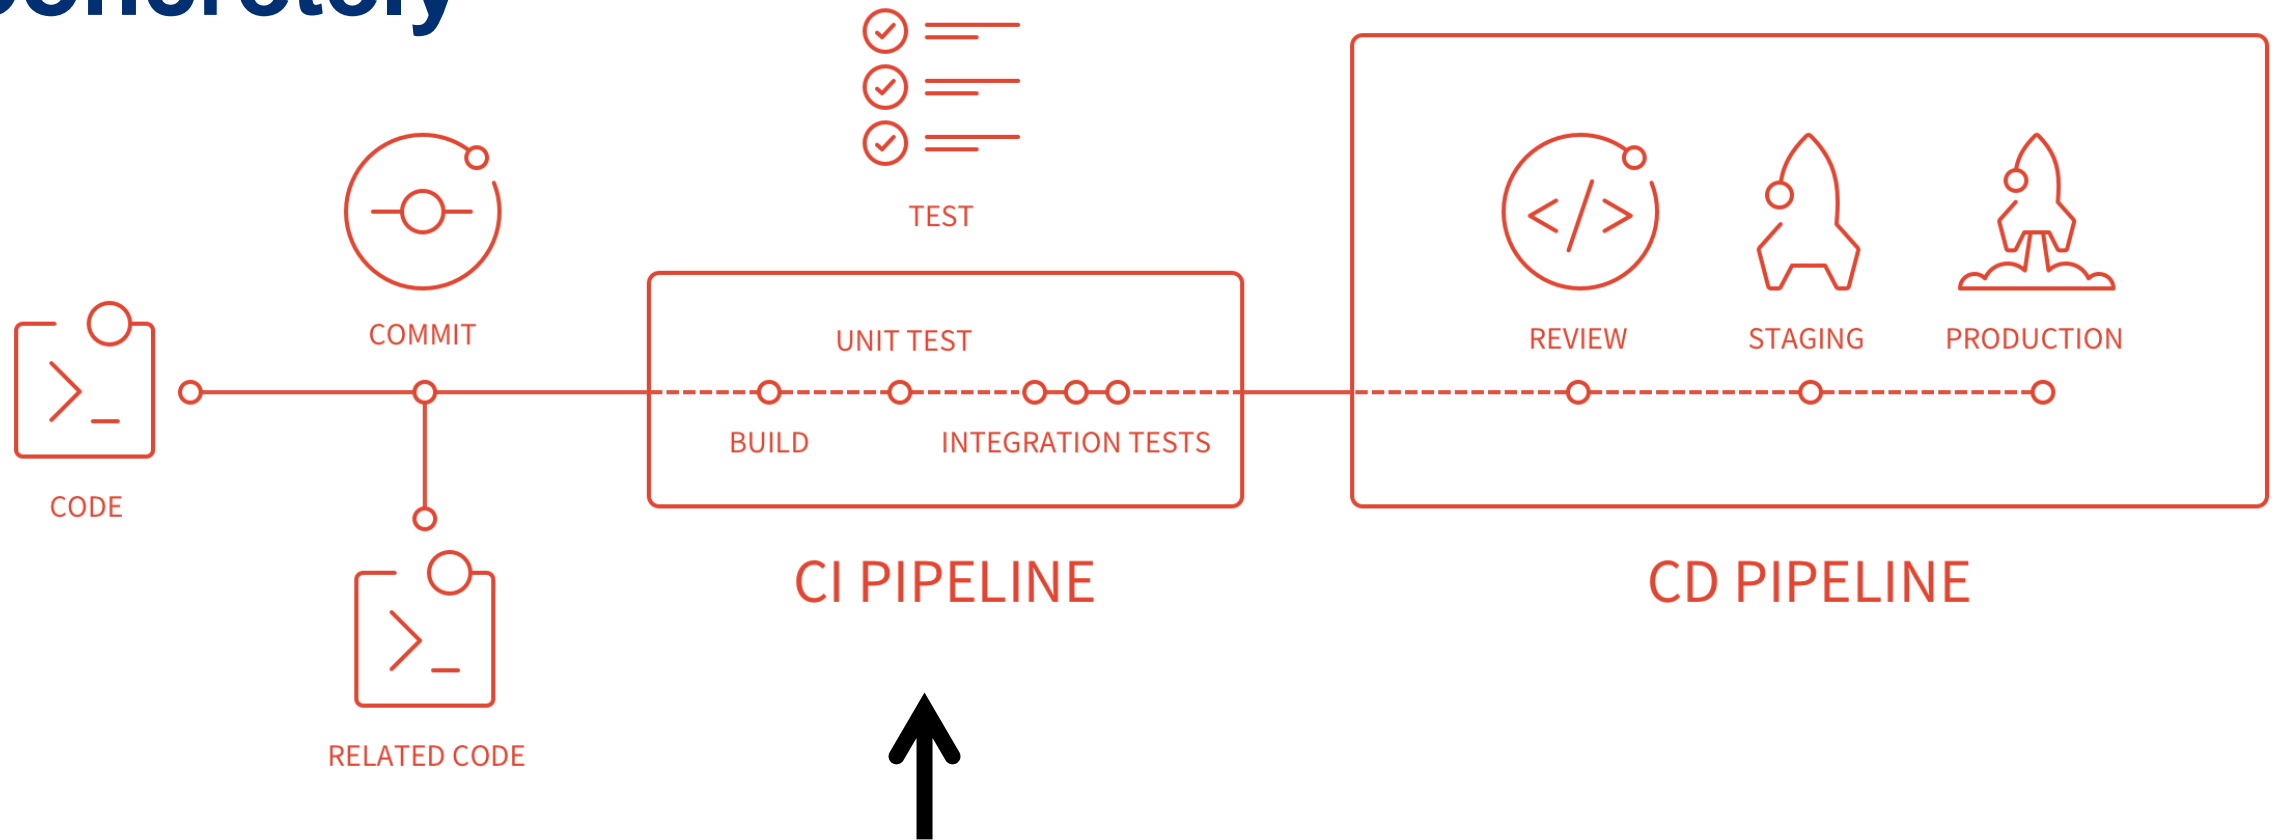 TEST
COMMIT
UNIT TEST
REVIEW
STAGING
PRODUCTION
BUILD
INTEGRATION TESTS
CODE
CI PIPELINE
CD PIPELINE
RELATED CODE